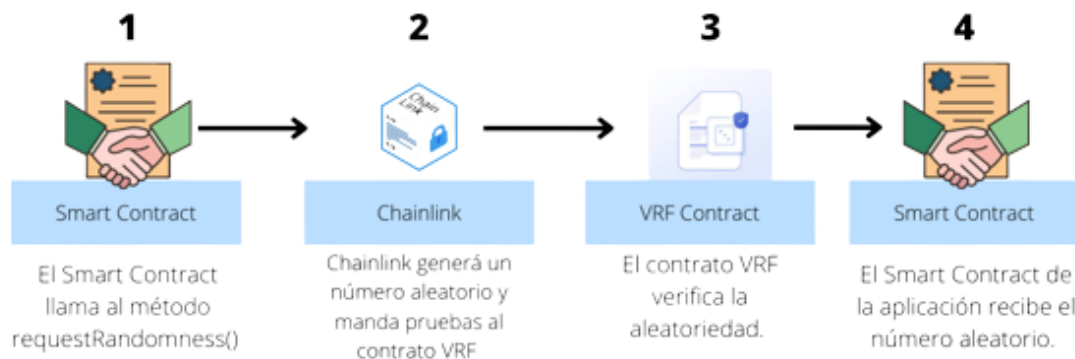 1
2
3
4
Chain
Link
Smart Contract
Chainlink
VRF Contract
Smart Contract
El Smart Contract
llama al método
requestRandomness()
Chainlink generá un
número aleatorio y
manda pruebas al
contrato VRF
El contrato VRF
verifica la
aleatoriedad.
El Smart Contract de
la aplicación recibe el
número aleatorio.